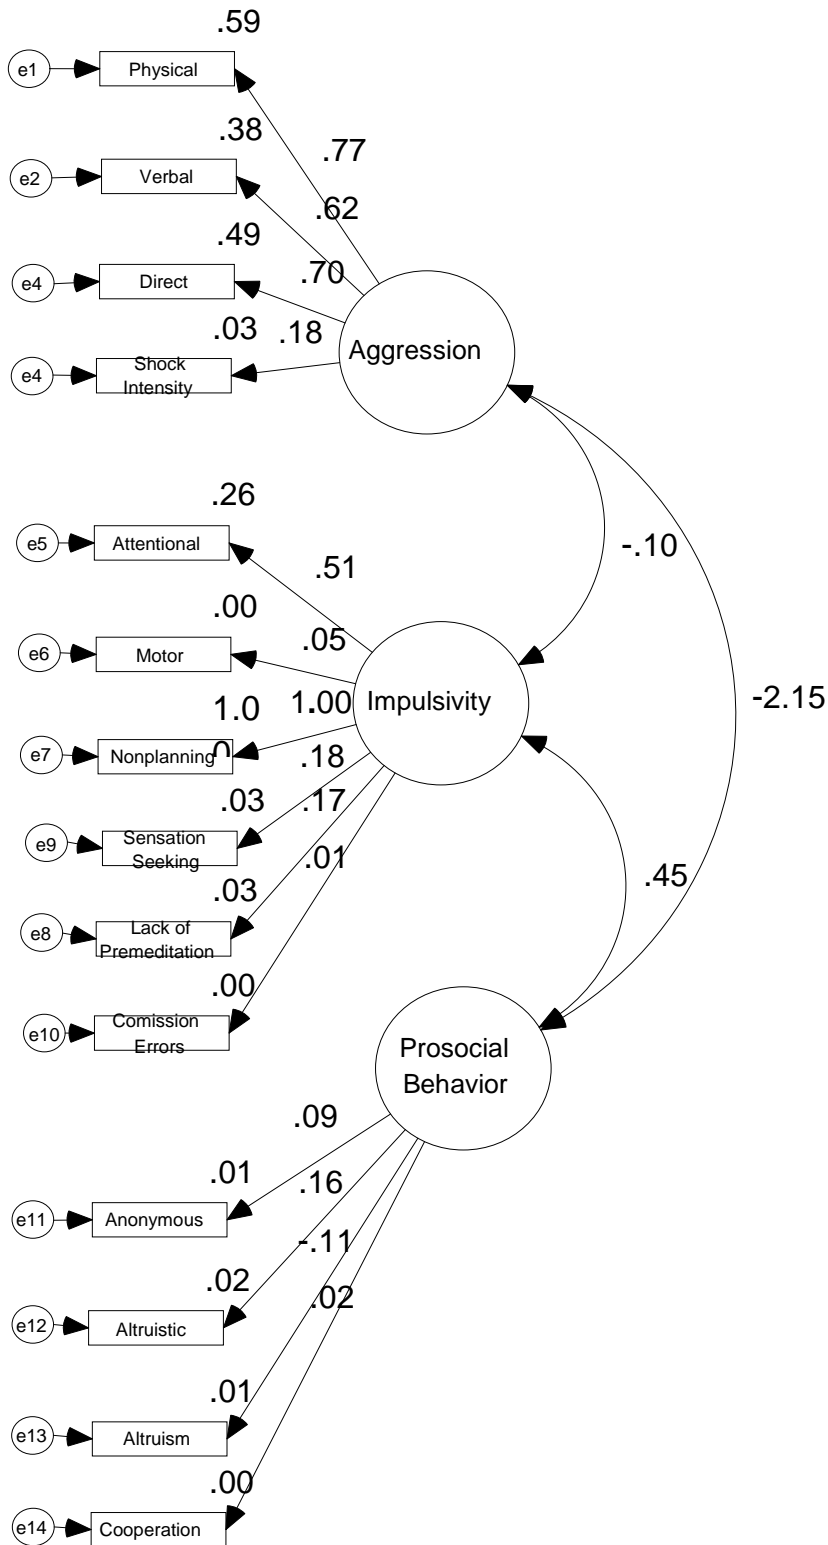 .59
e1
Physical
.77
.38
e2
Verbal
.62
.49
e4
Direct
.70
.03
.18
e4
Shock
Intensity
Aggression
.26
e5
Attentional
.51
-.10
.00
e6
Motor
.05
1.0
0
e7
Nonplanning
1.00
Impulsivity
-2.15
.18
.03
e9
Sensation
Seeking
.17
.03
e8
Lack of
Premeditation
.01
.45
.00
e10
Comission
Errors
Prosocial
Behavior
.09
.01
e11
Anonymous
.16
.02
e12
Altruistic
-.11
.01
e13
Altruism
.02
.00
e14
Cooperation